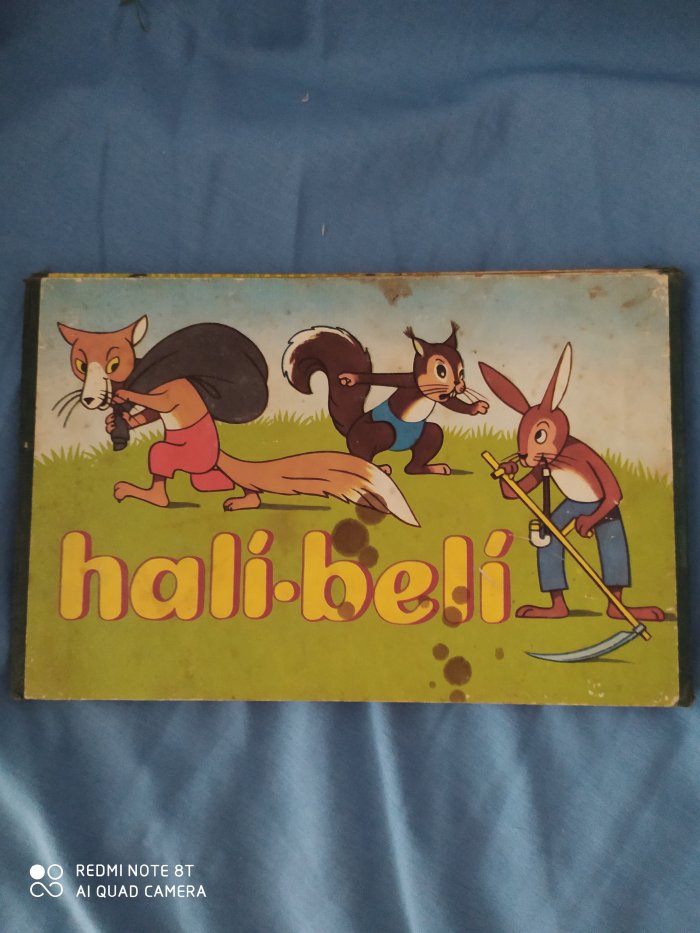 halí-belí
REDMI NOTE 8T
AI QUAD CAMERA